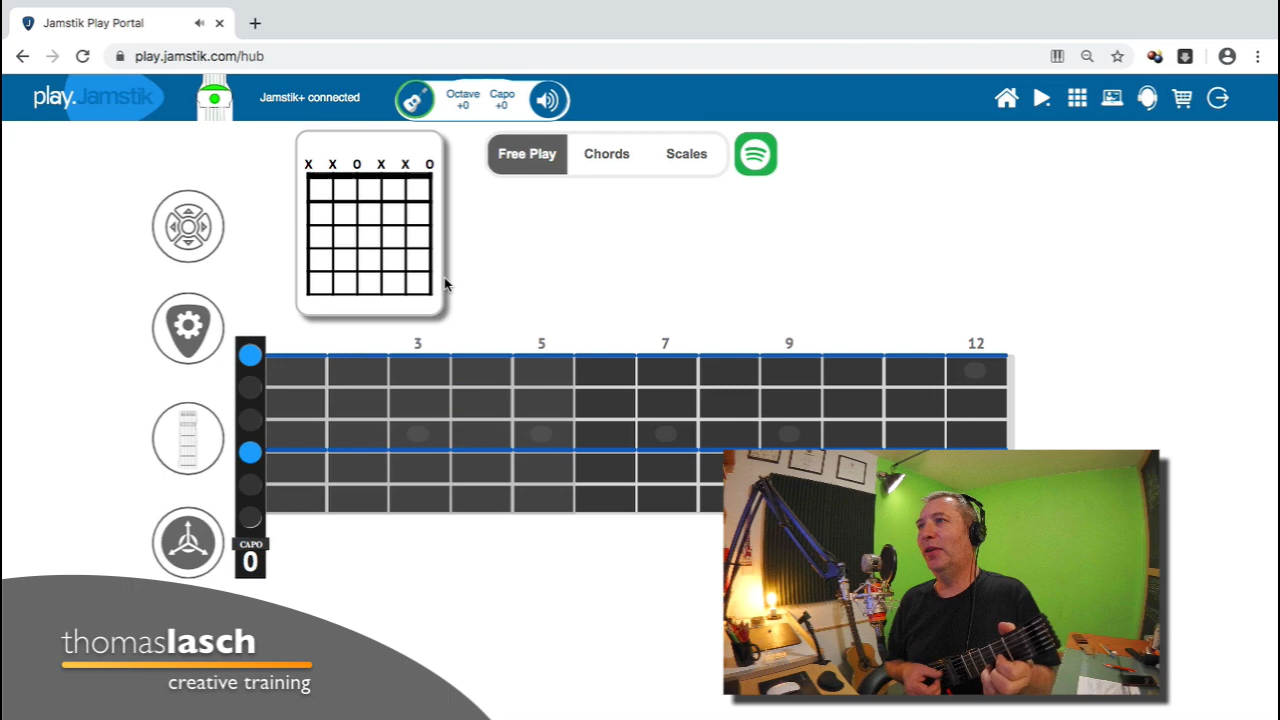 Jamstik Play Portal
play.jamstik.com/hub
play.Jamstik
Jamstik+ connected
Octave
+0
Capo
+0
X X O X X O
Free Play
Chords
Scales
3 5 7 9 12
CAPO
0
thomaslasch
creative training